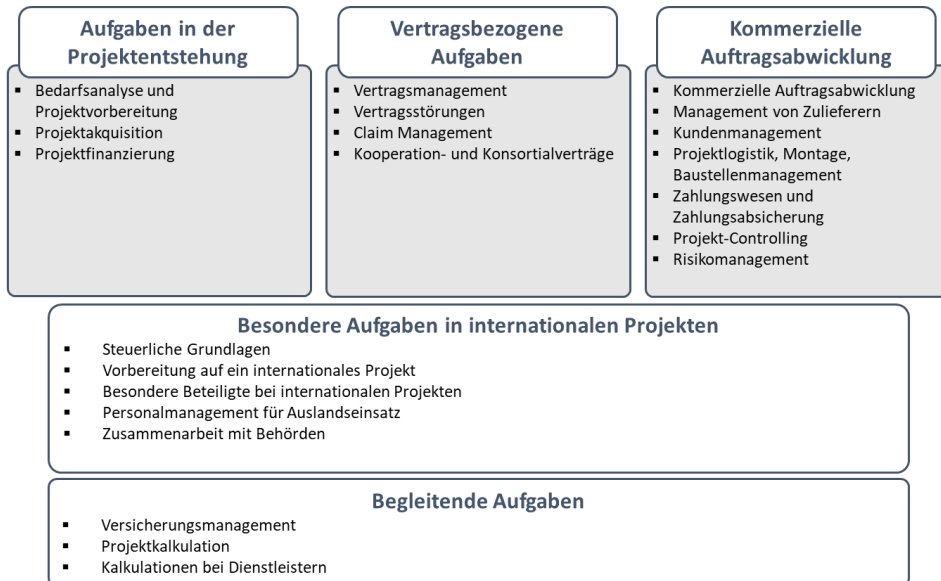 Aufgaben in der
Projektentstehung
▪ Bedarfsanalyse und
Projektvorbereitung
▪ Projektakquisition
▪ Projektfinanzierung
Vertragsbezogene
Aufgaben
▪ Vertragsmanagement
▪ Vertragsstörungen
▪ Claim Management
▪ Kooperation- und Konsortialverträge
Kommerzielle
Auftragsabwicklung
▪ Kommerzielle Auftragsabwicklung
▪ Management von Zulieferern
▪ Kundenmanagement
▪ Projektlogistik, Montage,
Baustellenmanagement
▪ Zahlungswesen und
Zahlungsabsicherung
▪ Projekt-Controlling
▪ Risikomanagement
Besondere Aufgaben in internationalen Projekten
▪ Steuerliche Grundlagen
▪ Vorbereitung auf ein internationales Projekt
▪ Besondere Beteiligte bei internationalen Projekten
▪ Personalmanagement für Auslandseinsatz
▪ Zusammenarbeit mit Behörden
Begleitende Aufgaben
▪ Versicherungsmanagement
▪ Projektkalkulation
▪ Kalkulationen bei Dienstleistern